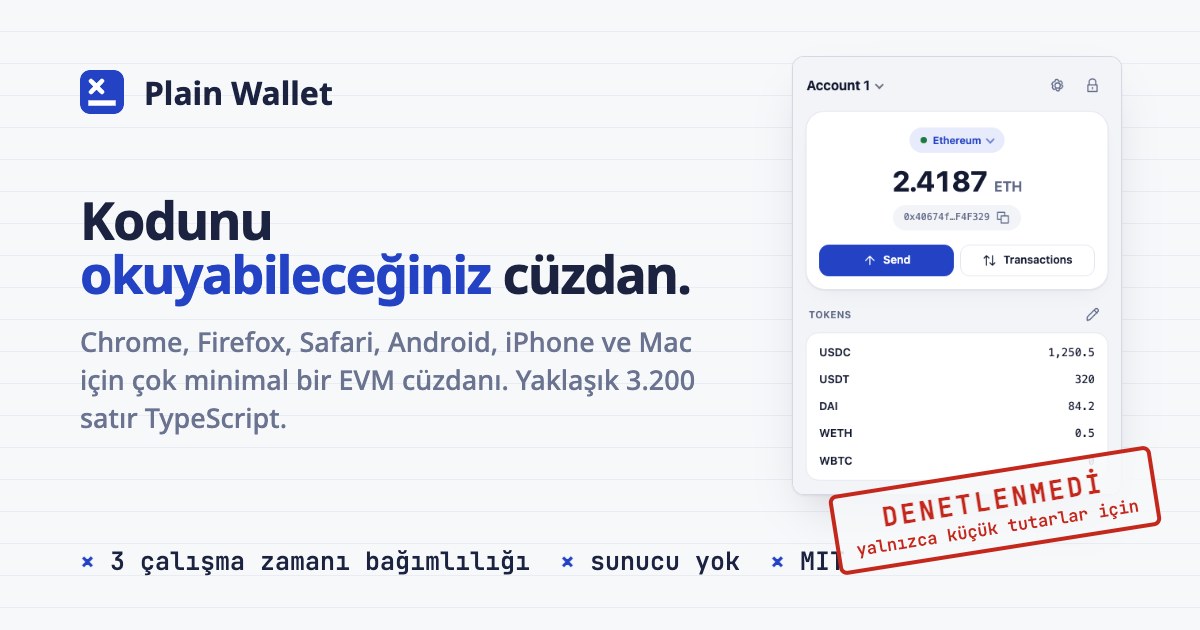 Plain Wallet
Kodunu
okuyabileceğiniz cüzdan.
Chrome, Firefox, Safari, Android, iPhone ve Mac
için çok minimal bir EVM cüzdanı. Yaklaşık 3.200
satır TypeScript.
× 3 çalışma zamanı bağımlılığı × sunucu yok × MIT
Account 1
Ethereum
2.4187 ETH
0x40674f…F4F329
Send
Transactions
TOKENS
USDC 1,250.5
USDT 320
DAI 84.2
WETH 0.5
WBTC
DENETLENMEDİ
yalnızca küçük tutarlar için